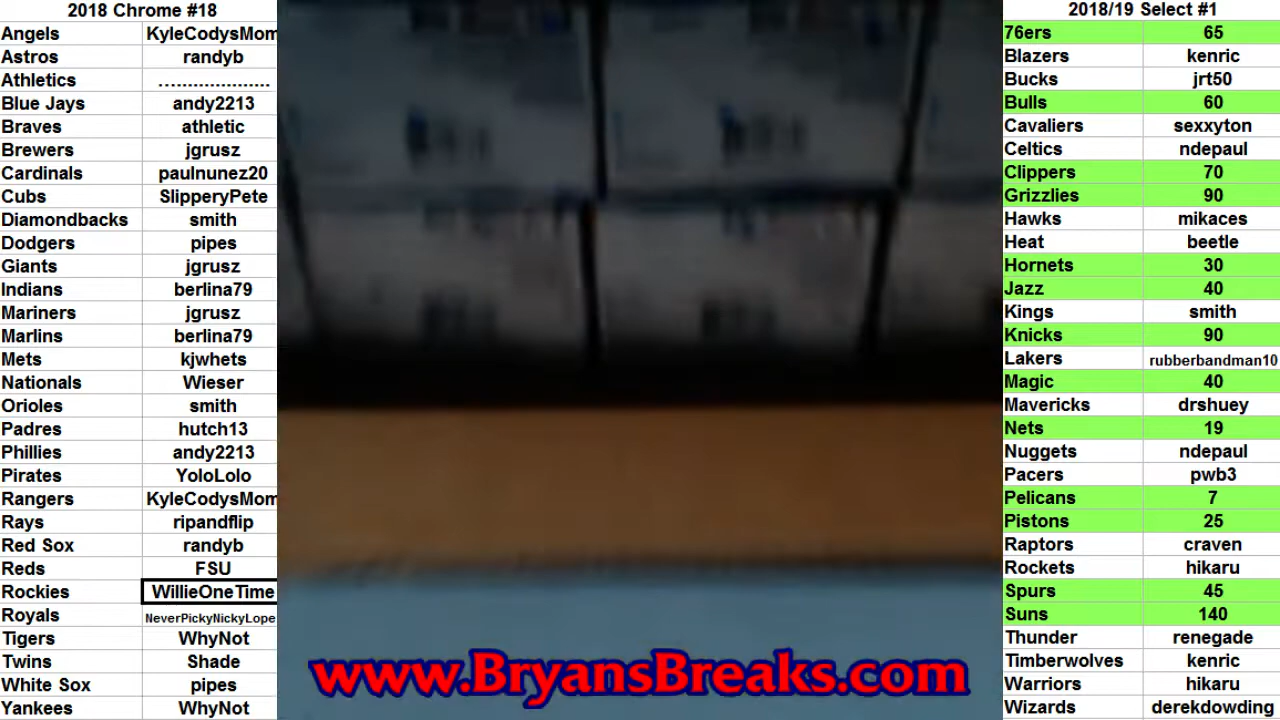 2018 Chrome #18
Angels KyleCodysMom
Astros randyb
Athletics ....................
Blue Jays andy2213
Braves athletic
Brewers jgrusz
Cardinals paulnunez20
Cubs SlipperyPete
Diamondbacks smith
Dodgers pipes
Giants jgrusz
Indians berlina79
Mariners jgrusz
Marlins berlina79
Mets kjwhets
Nationals Wieser
Orioles smith
Padres hutch13
Phillies andy2213
Pirates YoloLolo
Rangers KyleCodysMom
Rays ripandflip
Red Sox randyb
Reds FSU
Rockies WillieOneTime
Royals NeverPickyNickyLope
Tigers WhyNot
Twins Shade
White Sox pipes
Yankees WhyNot
www.BryansBreaks.com
2018/19 Select #1
76ers 65
Blazers kenric
Bucks jrt50
Bulls 60
Cavaliers sexxyton
Celtics ndepaul
Clippers 70
Grizzlies 90
Hawks mikaces
Heat beetle
Hornets 30
Jazz 40
Kings smith
Knicks 90
Lakers rubberbandman10
Magic 40
Mavericks drshuey
Nets 19
Nuggets ndepaul
Pacers pwb3
Pelicans 7
Pistons 25
Raptors craven
Rockets hikaru
Spurs 45
Suns 140
Thunder renegade
Timberwolves kenric
Warriors hikaru
Wizards derekdowding